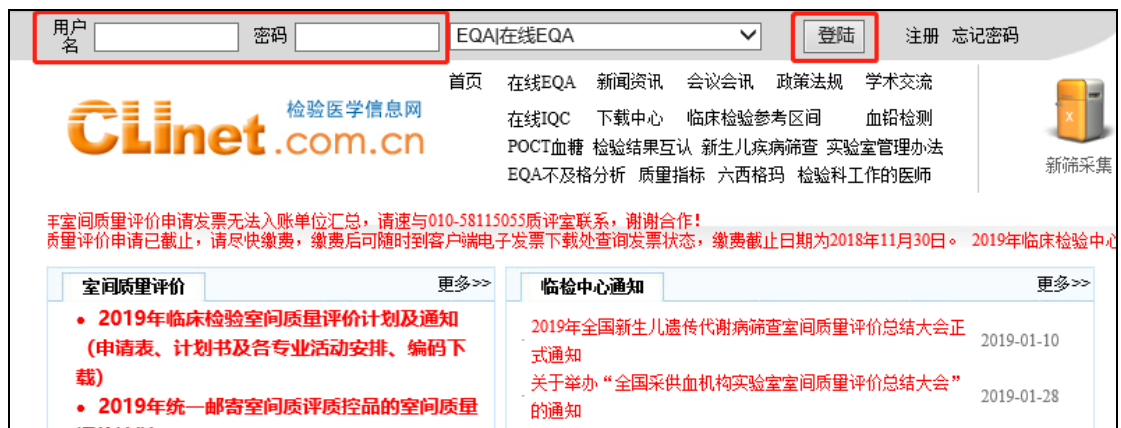 用户名
密码
EQA|在线EQA
登陆
注册 忘记密码
首页 在线EQA 新闻资讯 会议会讯 政策法规 学术交流
检验医学信息网
CLinet.com.cn
在线IQC 下载中心 临床检验参考区间 血铅检测
POCT血糖 检验结果互认 新生儿疾病筛查 实验室管理办法
EQA不及格分析 质量指标 六西格玛 检验科工作的医师
X
新筛采集
年室间质量评价申请发票无法入账单位汇总，请速与010-58115055质评室联系，谢谢合作！
质量评价申请已截止，请尽快缴费，缴费后可随时到客户端电子发票下载处查询发票状态，缴费截止日期为2018年11月30日。 2019年临床检验中心
室间质量评价
更多>>
• 2019年临床检验室间质量评价计划及通知
（申请表、计划书及各专业活动安排、编码下
载）
• 2019年统一邮寄室间质评质控品的室间质量
临检中心通知
更多>>
2019年全国新生儿遗传代谢病筛查室间质量评价总结大会正
式通知
2019-01-10
关于举办“全国采供血机构实验室室间质量评价总结大会”
的通知
2019-01-28